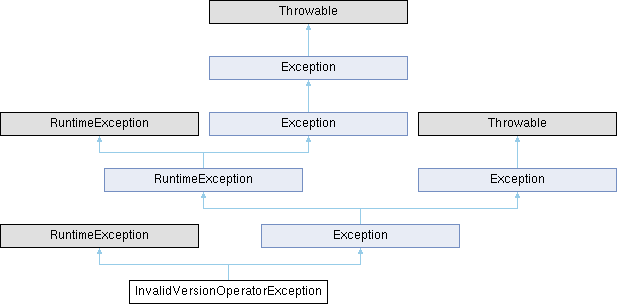 Throwable
Exception
RuntimeException
Exception
Throwable
RuntimeException
Exception
RuntimeException
Exception
InvalidVersionOperatorException